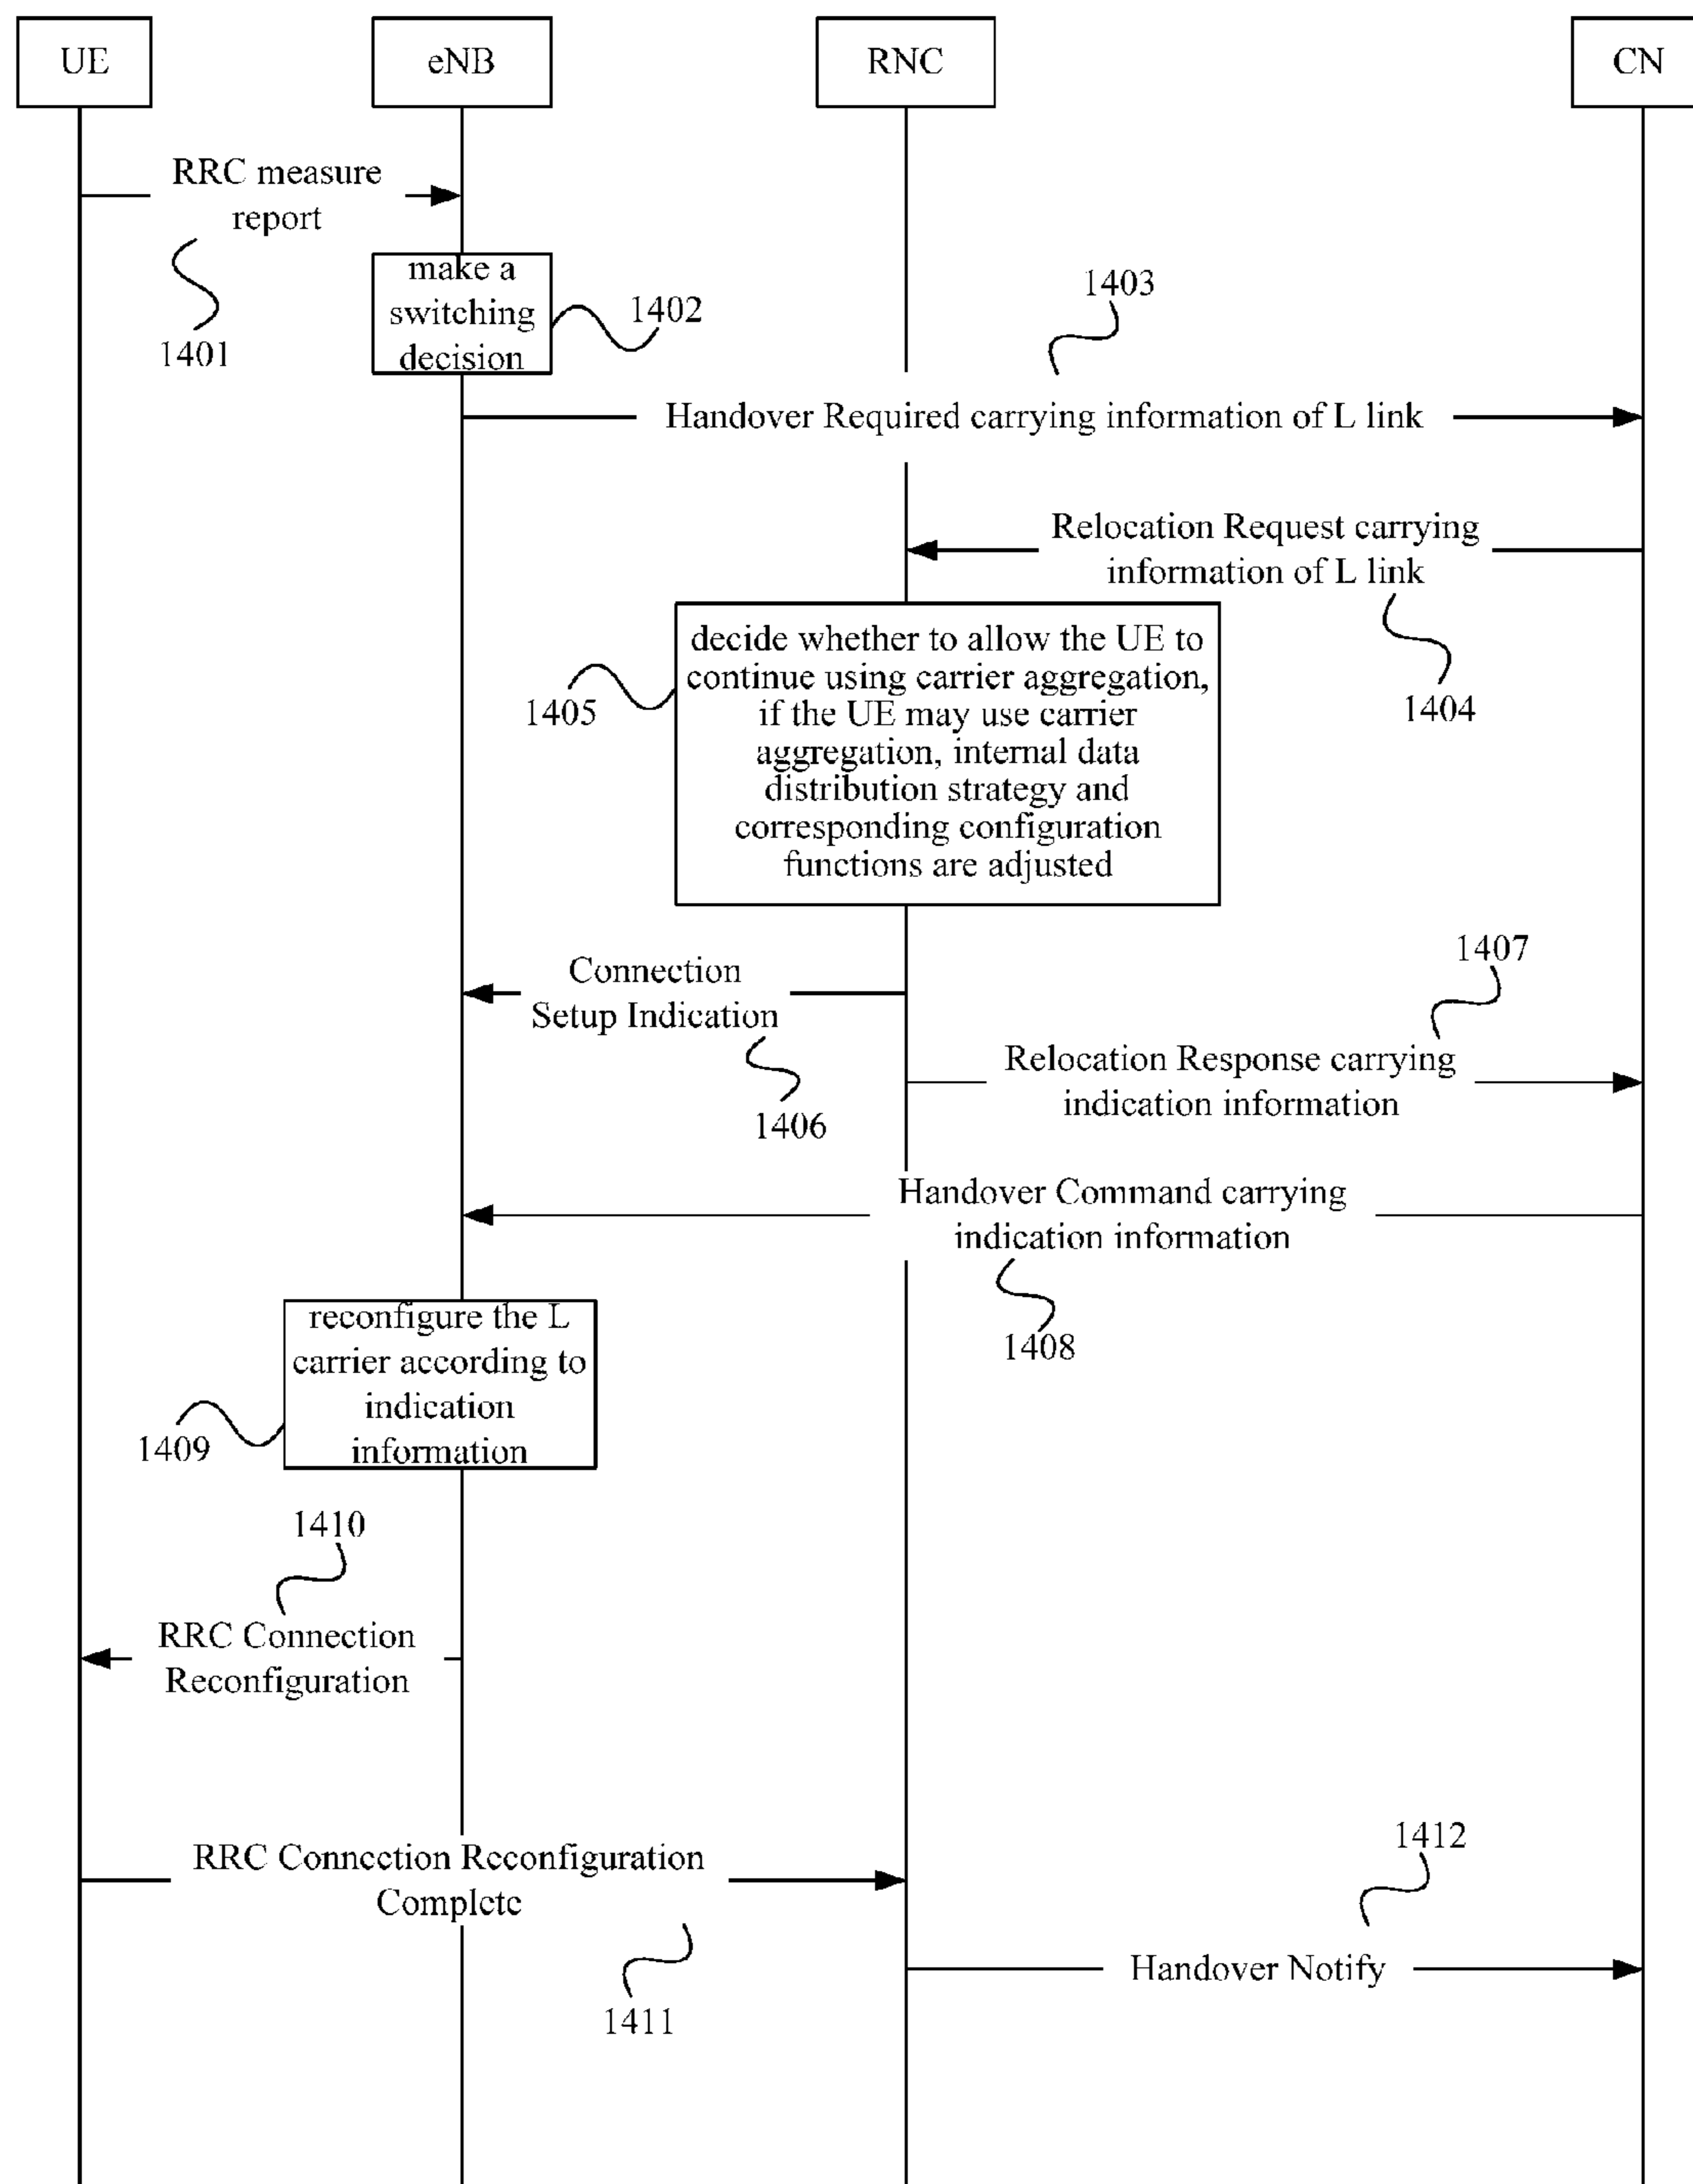 UE
eNB
RNC
CN
RRC measure
report
1401
make a
switching
decision
1402
1403
Handover Required carrying information of L link
Relocation Request carrying
information of L link
1404
decide whether to allow the UE to
continue using carrier aggregation,
if the UE may use carrier
aggregation, internal data
distribution strategy and
corresponding configuration
functions are adjusted
1405
Connection
Setup Indication
1406
1407
Relocation Response carrying
indication information
Handover Command carrying
indication information
1408
reconfigure the L
carrier according to
indication
information
1409
1410
RRC Connection
Reconfiguration
RRC Connection Reconfiguration
Complete
1411
1412
Handover Notify